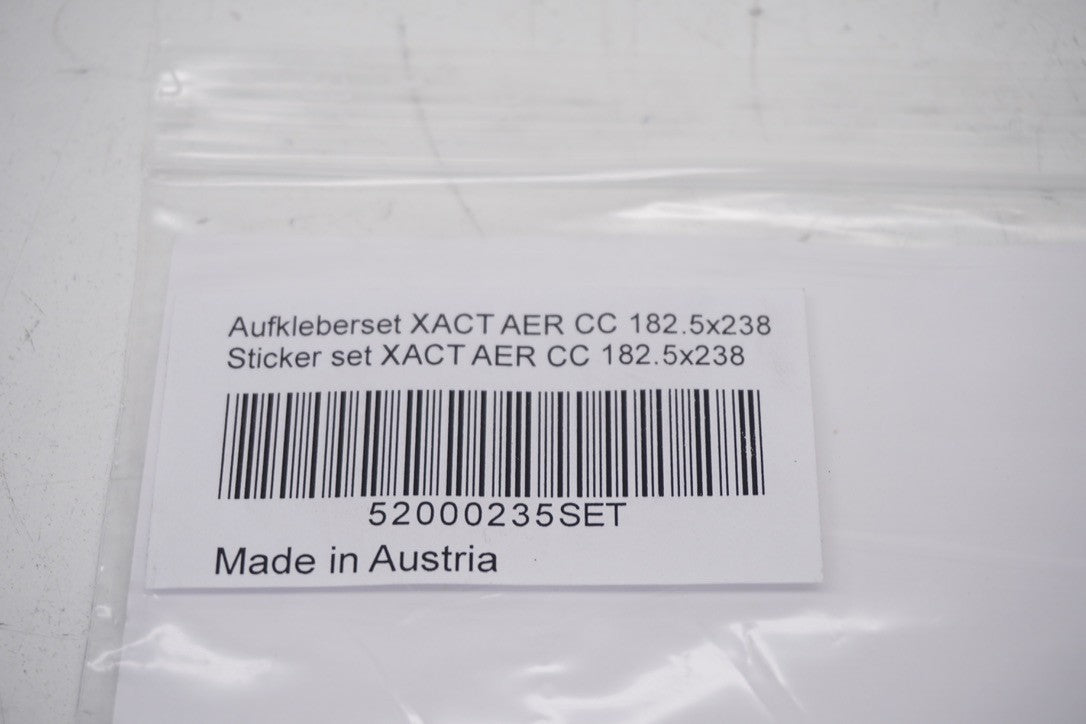 Aufkleberset XACT AER CC 182.5x238
Sticker set XACT AER CC 182.5x238
52000235SET
Made in Austria